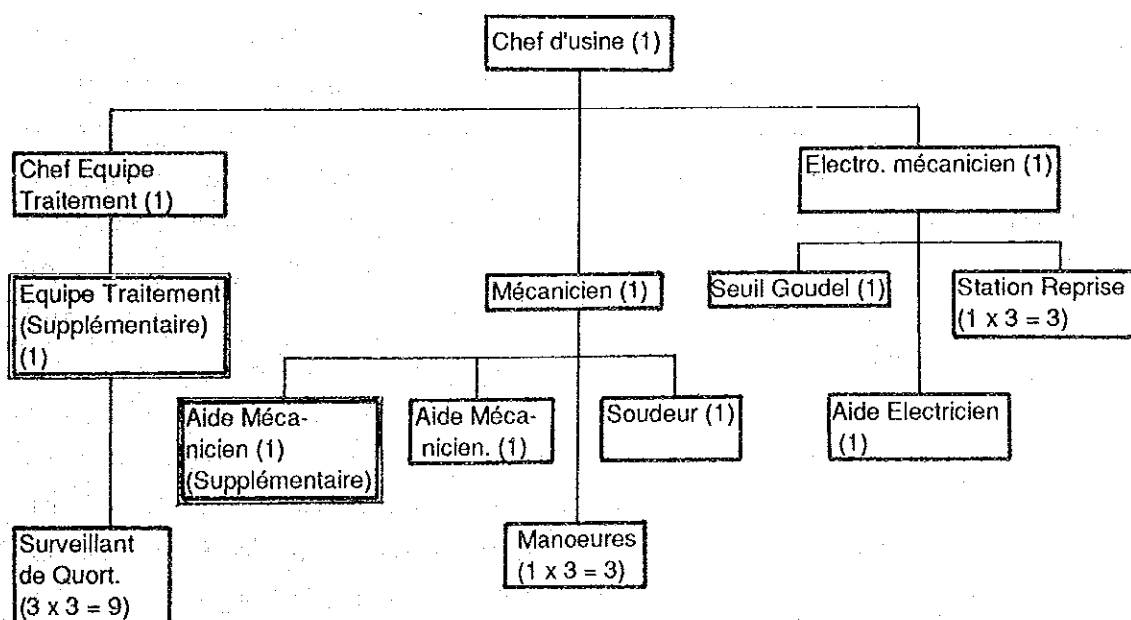 Chef d'usine (1)
Chef Equipe
Traitement (1)
Electro. mécanicien (1)
Equipe Traitement
(Supplémentaire)
(1)
Mécanicien (1)
Seuil Goudel (1)
Station Reprise
(1 x 3 = 3)
Aide Méca-
nicien (1)
(Supplémentaire)
Aide Méca-
nicien. (1)
Soudeur (1)
Aide Electricien
(1)
Surveillant
de Quort.
(3 x 3 = 9)
Manoeures
(1 x 3 = 3)